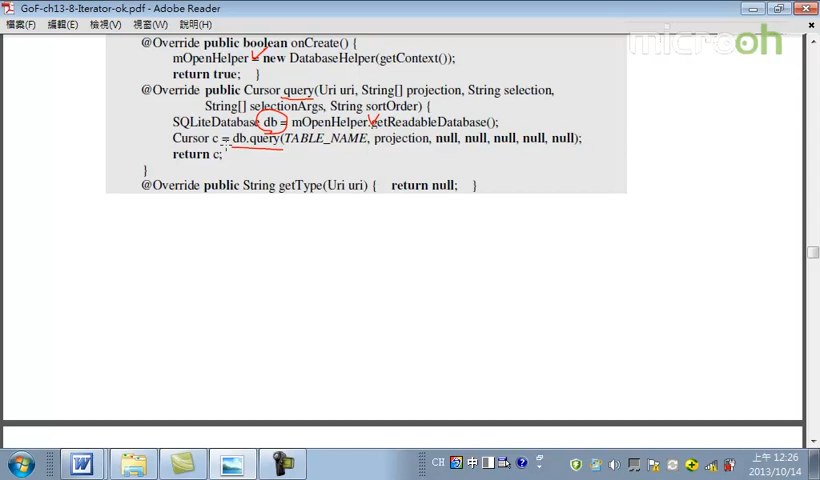 GoF-ch13-8-Iterator-ok.pdf - Adobe Reader
檔案(F) 編輯(E) 檢視(V) 視窗(W) 說明(H)
microoh
@Override public boolean onCreate() {
mOpenHelper = new DatabaseHelper(getContext());
return true; }
@Override public Cursor query(Uri uri, String[] projection, String selection,
String[] selectionArgs, String sortOrder) {
SQLiteDatabase db = mOpenHelper.getReadableDatabase();
Cursor c = db.query(TABLE_NAME, projection, null, null, null, null, null);
return c;
}
@Override public String getType(Uri uri) { return null; }
CH 中
上午 12:26
2013/10/14